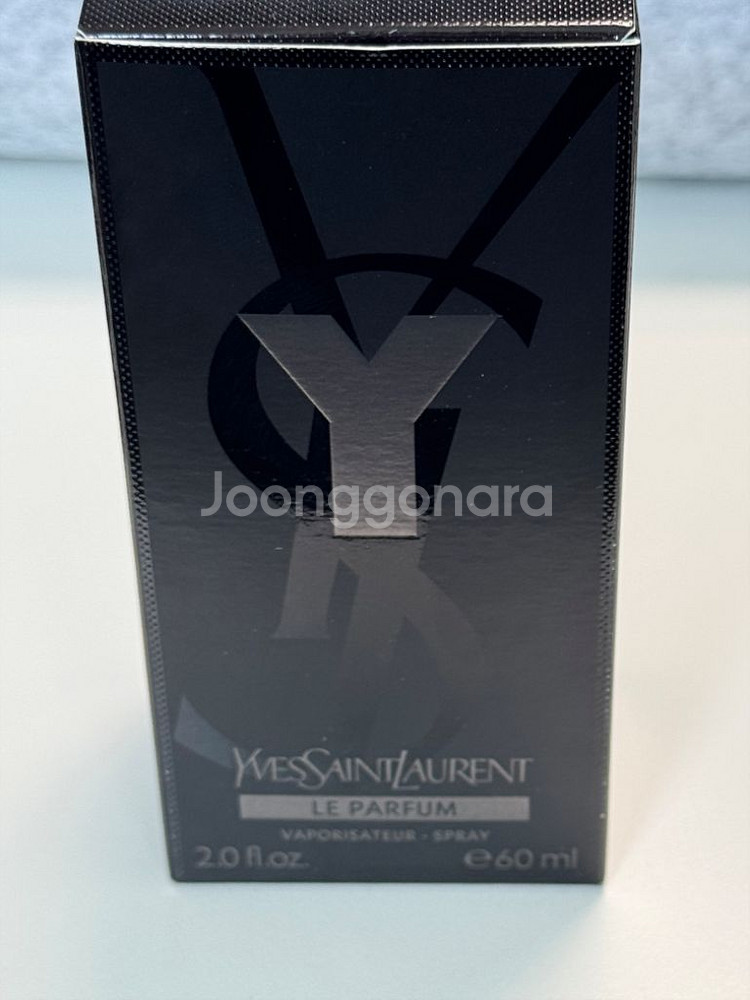 Y
Joonggonara
YVESSAINTLAURENT
LE PARFUM
VAPORISATEUR - SPRAY
2.0 fl.oz. ℮60 ml